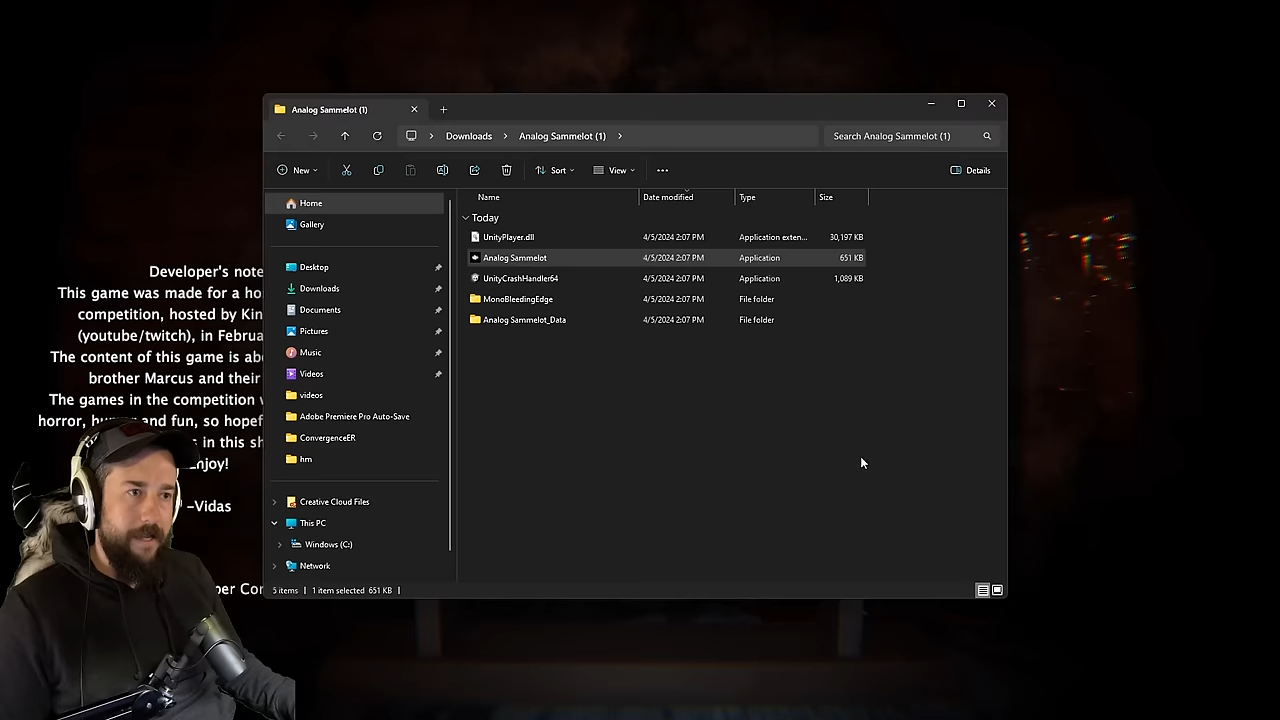 Analog Sammelot (1)
Downloads > Analog Sammelot (1) >
Search Analog Sammelot (1)
New
Sort
View
Details
Name
Date modified
Type
Size
Today
UnityPlayer.dll 4/5/2024 2:07 PM Application exten... 30,197 KB
Analog Sammelot 4/5/2024 2:07 PM Application 651 KB
UnityCrashHandler64 4/5/2024 2:07 PM Application 1,089 KB
MonoBleedingEdge 4/5/2024 2:07 PM File folder
Analog Sammelot_Data 4/5/2024 2:07 PM File folder
Home
Gallery
Desktop
Downloads
Documents
Pictures
Music
Videos
videos
Adobe Premiere Pro Auto-Save
ConvergenceER
hm
Creative Cloud Files
This PC
Windows (C:)
Network
5 items | 1 item selected 651 KB |
Developer's note
This game was made for a ho
competition, hosted by Kin
(youtube/twitch), in Februa
The content of this game is ab
brother Marcus and their
The games in the competition
horror, and fun, so hopef
s in this sh
njoy!
-Vidas
per Con